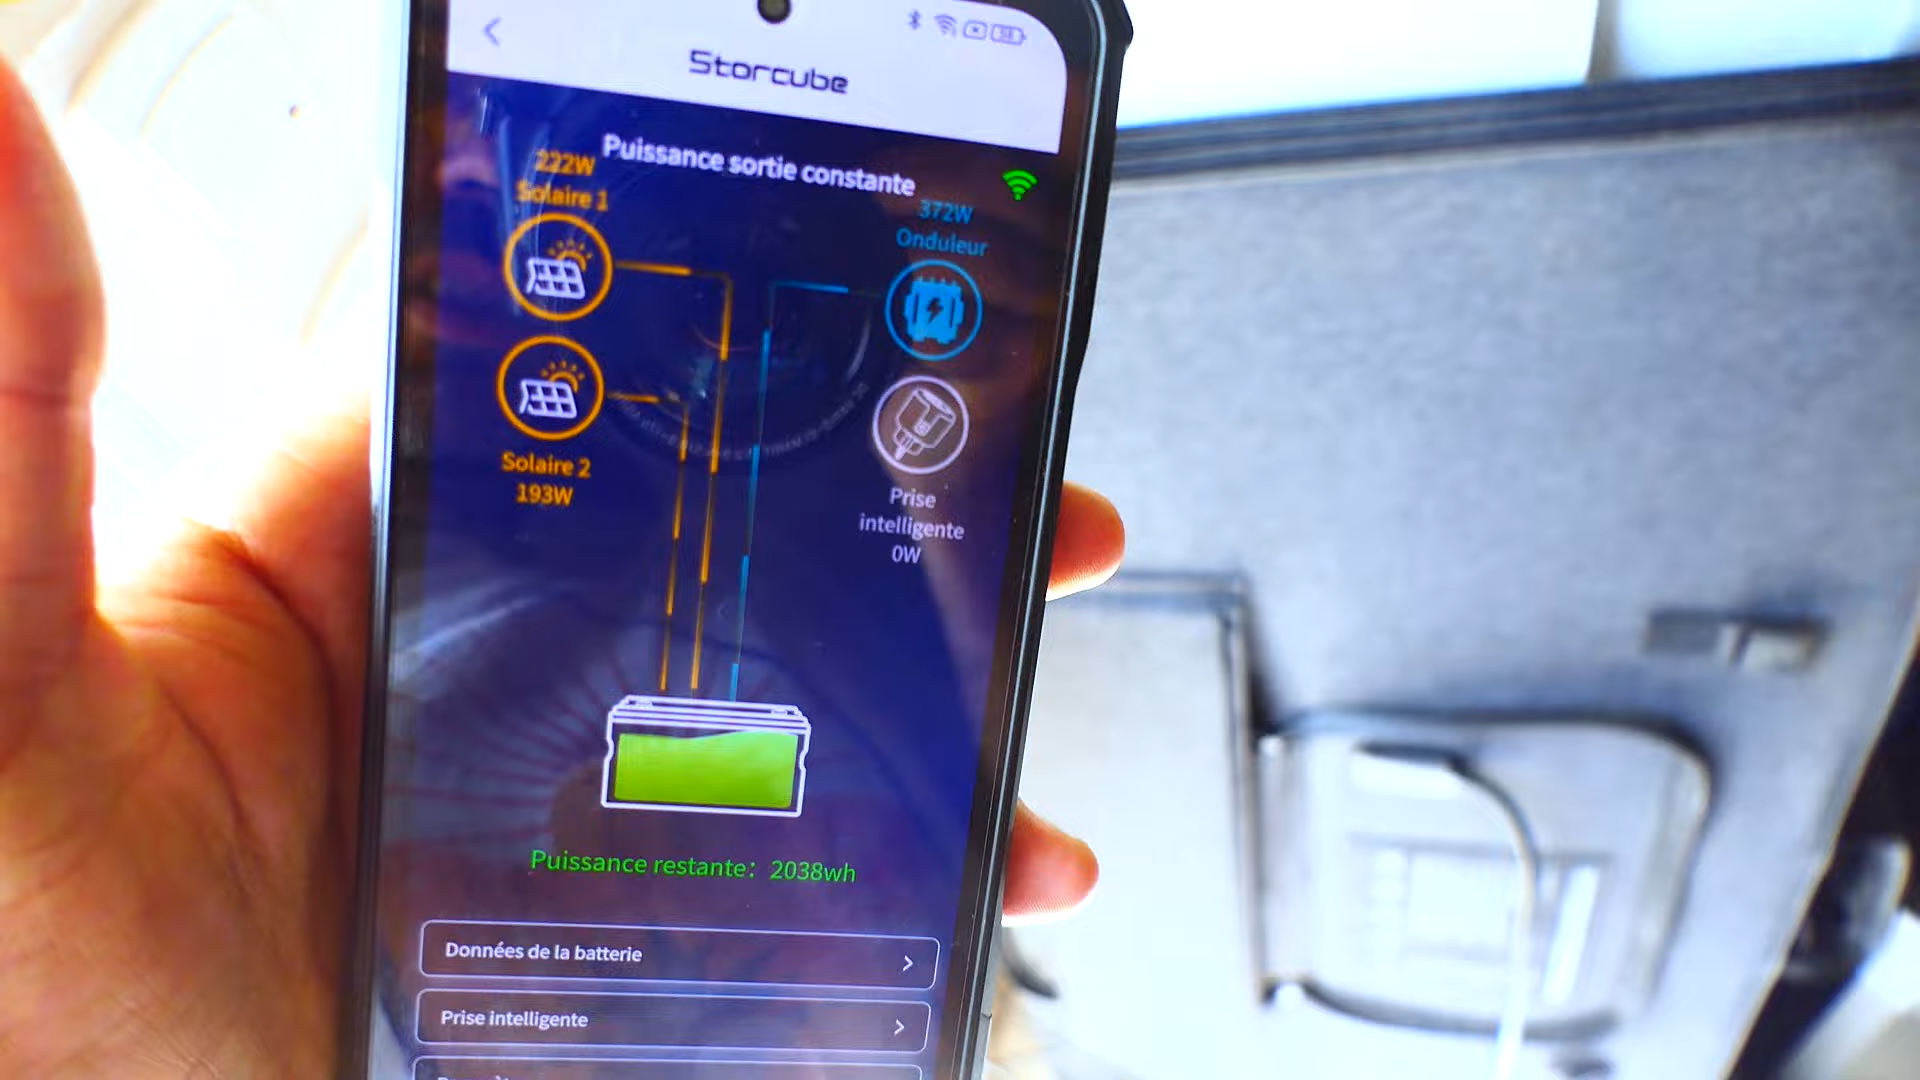 Storcube
Puissance sortie constante
222W
Solaire 1
372W
Onduleur
Solaire 2
193W
Prise
intelligente
0W
Puissance restante: 2038wh
Données de la batterie
Prise intelligente